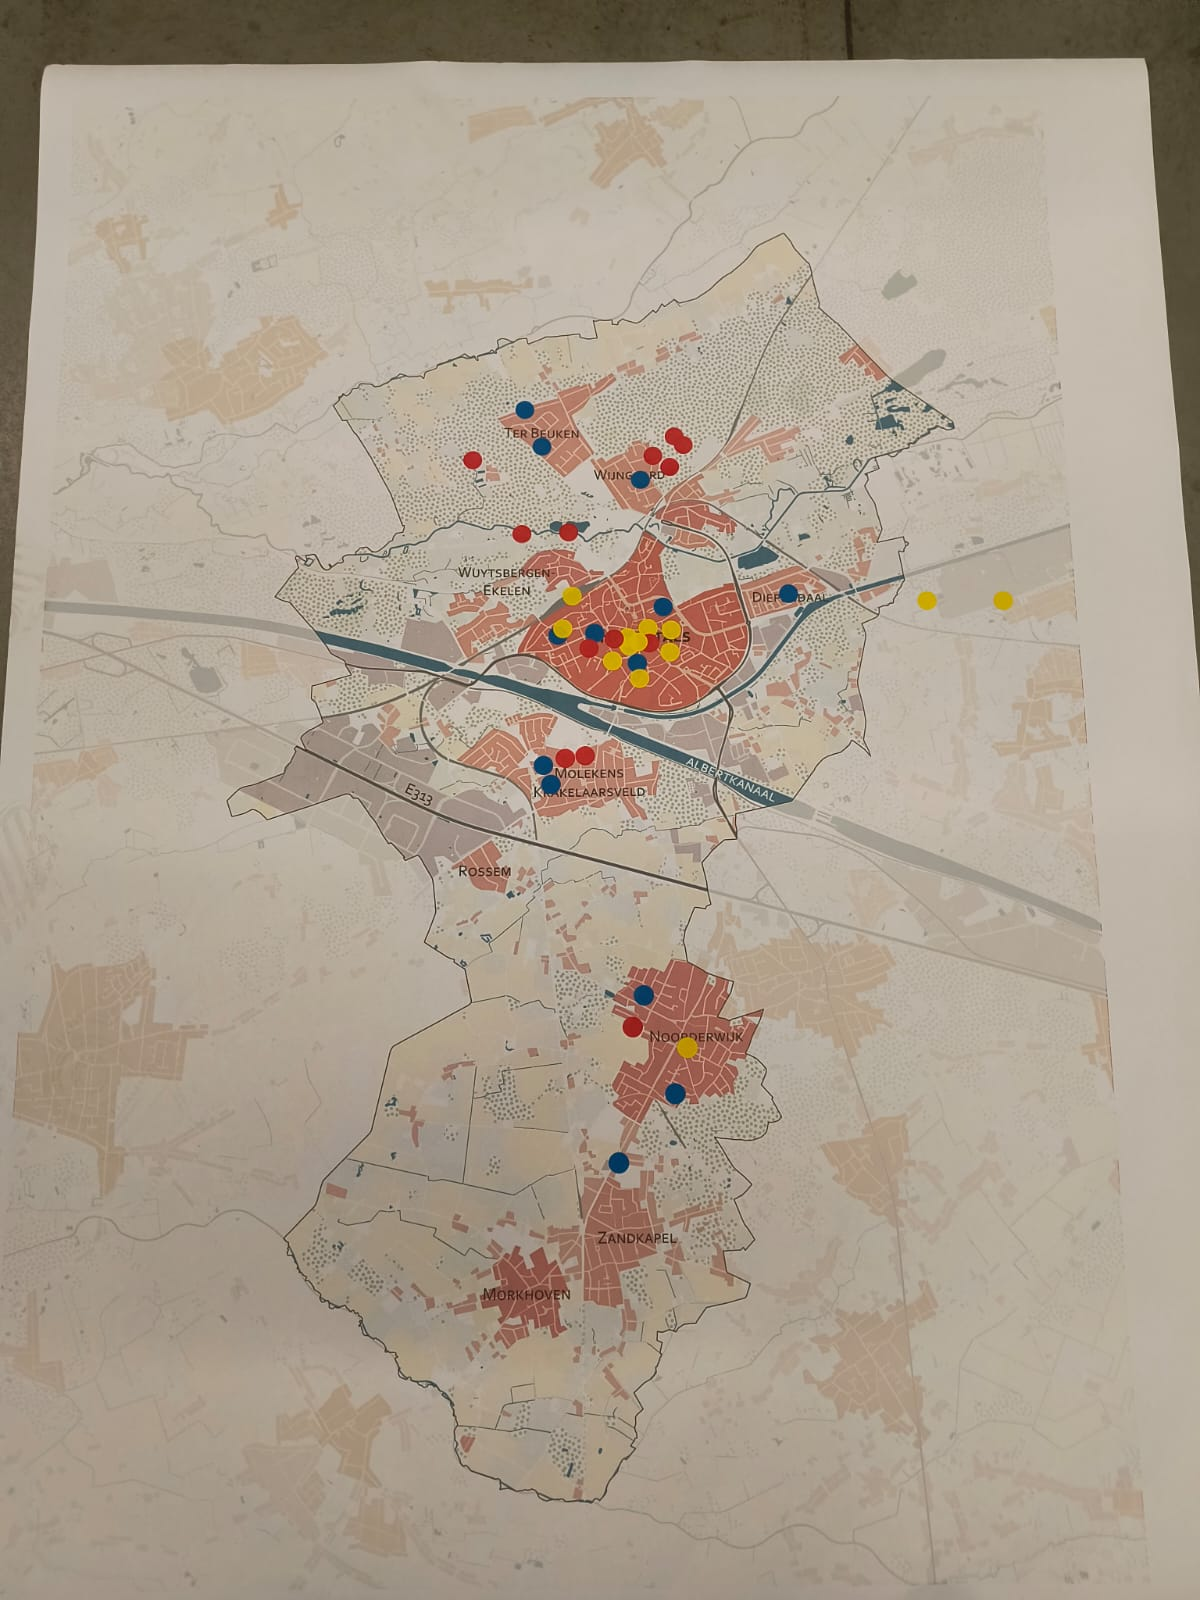 Ter Beuken
Wuytsbergen-
Ekelen
Albertkanaal
Molekens
E313
Rossem
Noorderwijk
Zandkapel
Morkhoven